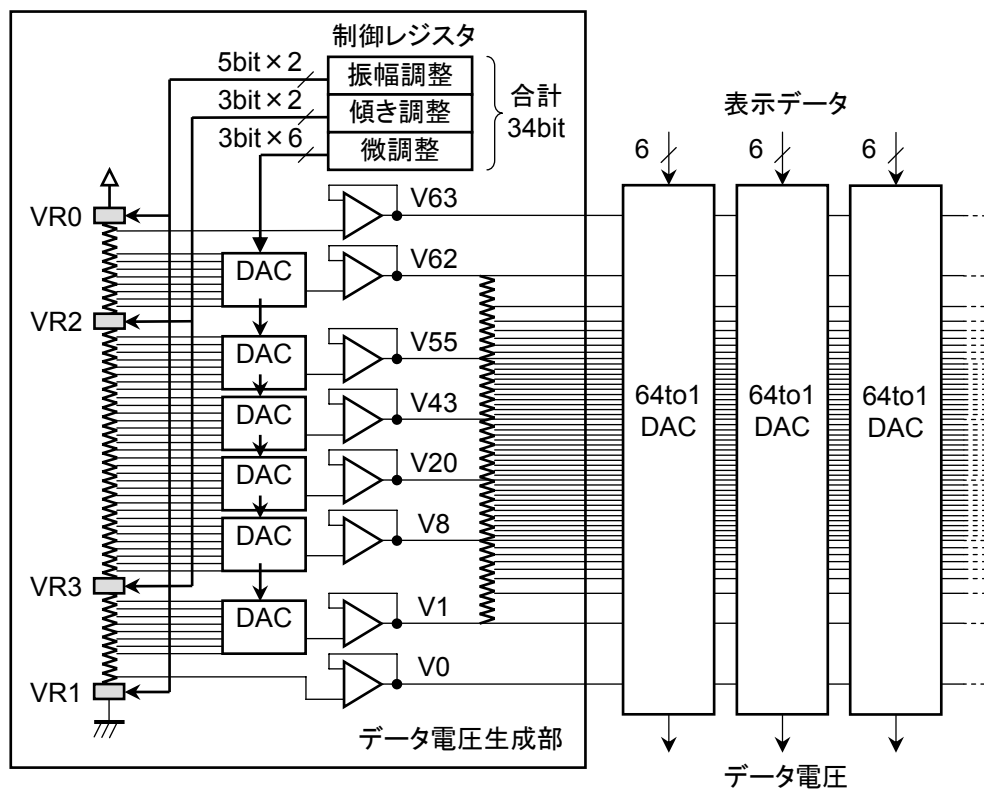 制御レジスタ
5bit×2
振幅調整
3bit×2
傾き調整
3bit×6
微調整
合計
34bit
表示データ
6
6
6
VR0
V63
DAC
V62
VR2
DAC
V55
DAC
V43
DAC
V20
DAC
V8
64to1
DAC
64to1
DAC
64to1
DAC
VR3
DAC
V1
VR1
V0
データ電圧生成部
データ電圧